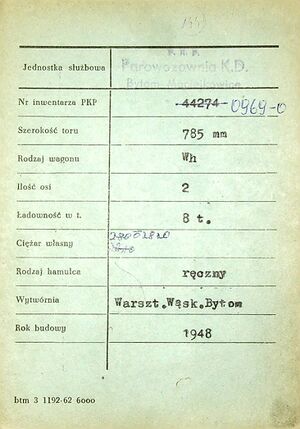 P. K. P.
Jednostka służbowa Parowozownia K.D.
Bytom Maciejkowice
Nr inwentarza PKP 44274 0969-0
Szerokość toru 785 mm
Rodzaj wagonu Wh
Ilość osi 2
Ładowność w t. 8 t.
Ciężar własny
Rodzaj hamulca ręczny
Wytwórnia Warszt.Wąsk.Bytom
Rok budowy 1948
btm 3 1192-62 6000